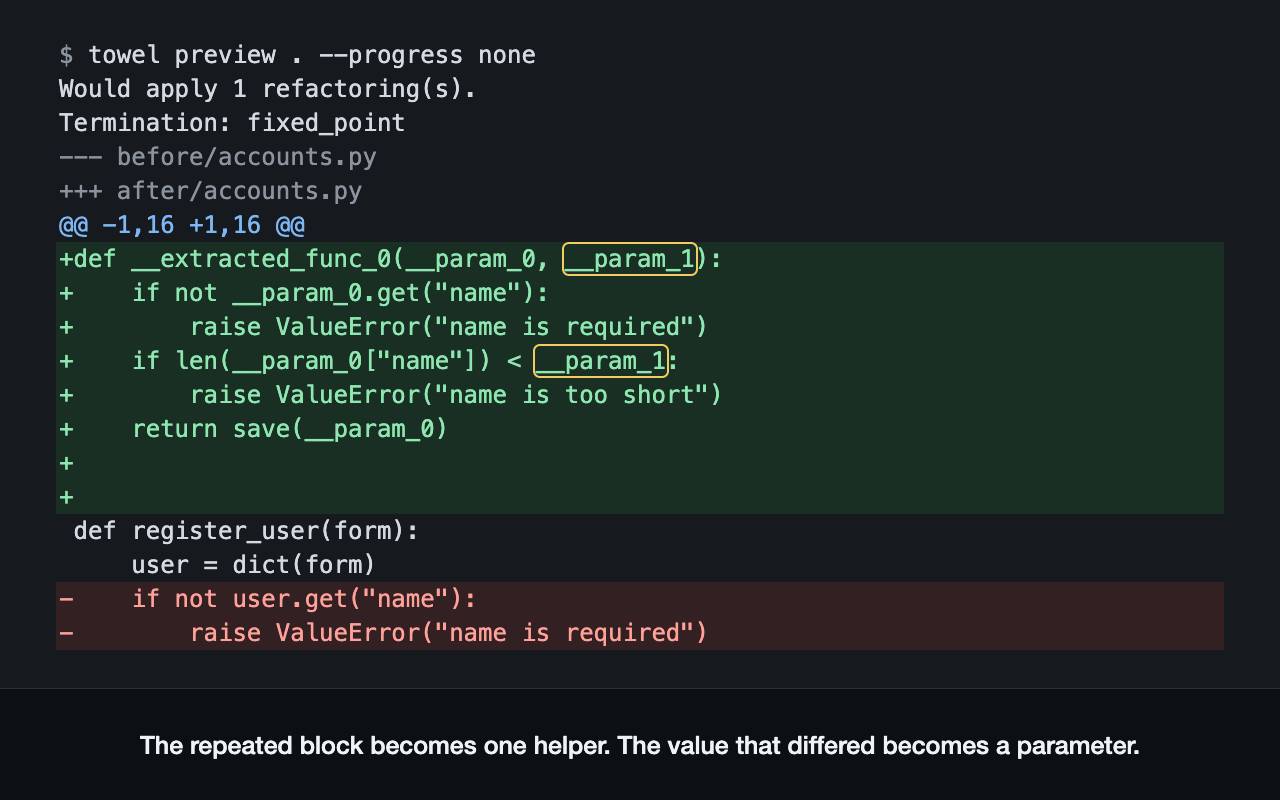 $ towel preview . --progress none
Would apply 1 refactoring(s).
Termination: fixed_point
--- before/accounts.py
+++ after/accounts.py
@@ -1,16 +1,16 @@
+def __extracted_func_0(__param_0, __param_1):
+    if not __param_0.get("name"):
+        raise ValueError("name is required")
+    if len(__param_0["name"]) < __param_1:
+        raise ValueError("name is too short")
+    return save(__param_0)
+
+
 def register_user(form):
     user = dict(form)
-    if not user.get("name"):
-        raise ValueError("name is required")
The repeated block becomes one helper. The value that differed becomes a parameter.